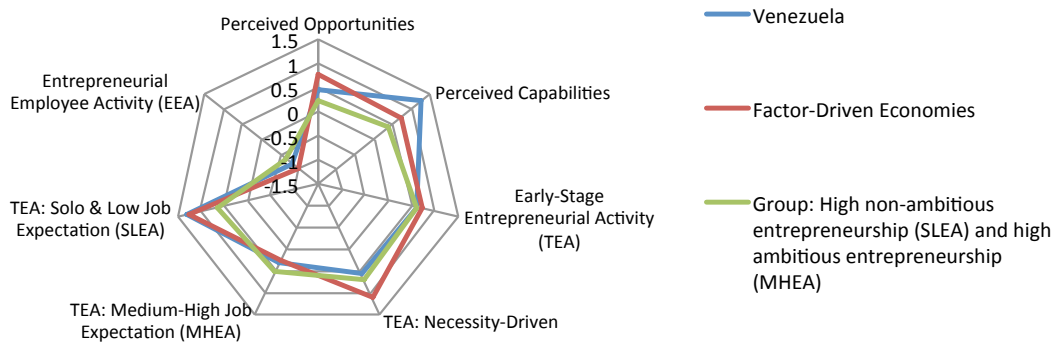 Perceived Opportunities
1.5
1
0.5
0
-0.5
-1
-1.5
Perceived Capabilities
Early-Stage
Entrepreneurial Activity
(TEA)
TEA: Necessity-Driven
TEA: Medium-High Job
Expectation (MHEA)
TEA: Solo & Low Job
Expectation (SLEA)
Entrepreneurial
Employee Activity (EEA)
Venezuela
Factor-Driven Economies
Group: High non-ambitious
entrepreneurship (SLEA) and high
ambitious entrepreneurship
(MHEA)